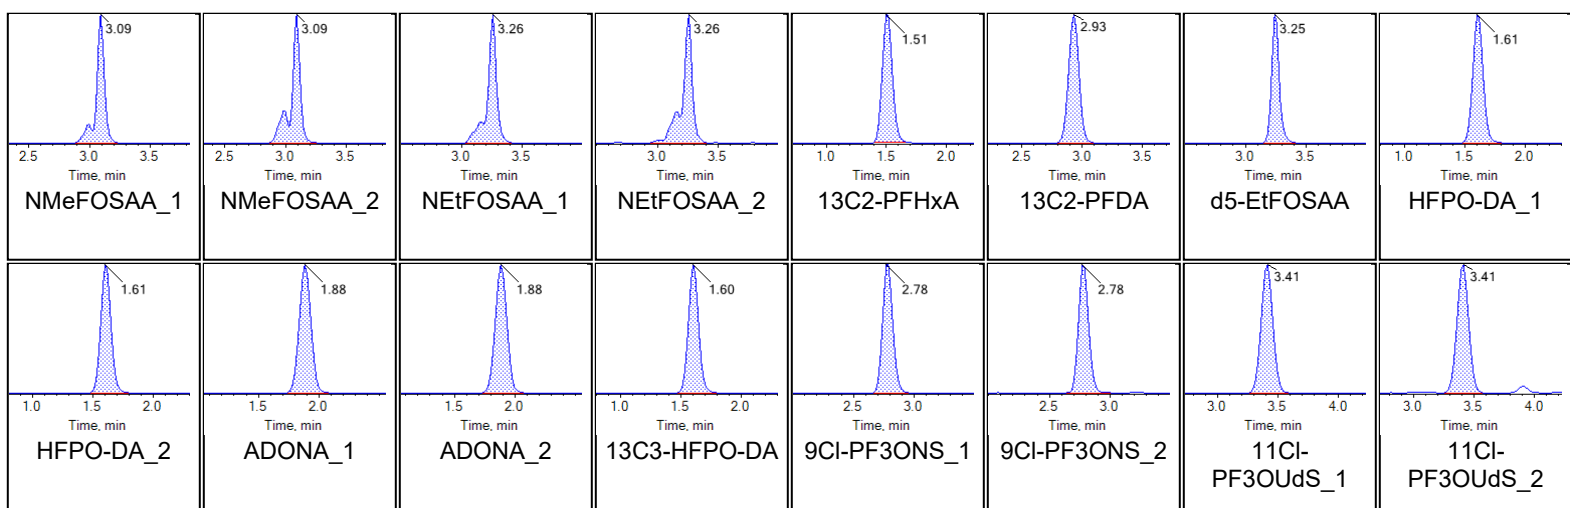 3.09
3.09
3.26
3.26
1.51
2.93
3.25
1.61
2.5 3.0 3.5
2.5 3.0 3.5
3.0 3.5
3.0 3.5
1.0 1.5 2.0
2.5 3.0 3.5
3.0 3.5
1.0 1.5 2.0
Time, min
Time, min
Time, min
Time, min
Time, min
Time, min
Time, min
Time, min
NMeFOSAA_1
NMeFOSAA_2
NEtFOSAA_1
NEtFOSAA_2
13C2-PFHxA
13C2-PFDA
d5-EtFOSAA
HFPO-DA_1
1.61
1.88
1.88
1.60
2.78
2.78
3.41
3.41
1.0 1.5 2.0
1.5 2.0
1.5 2.0
1.0 1.5 2.0
2.5 3.0
2.5 3.0
3.0 3.5 4.0
3.0 3.5 4.0
Time, min
Time, min
Time, min
Time, min
Time, min
Time, min
Time, min
Time, min
HFPO-DA_2
ADONA_1
ADONA_2
13C3-HFPO-DA
9Cl-PF3ONS_1
9Cl-PF3ONS_2
11Cl-
PF3OUdS_1
11Cl-
PF3OUdS_2